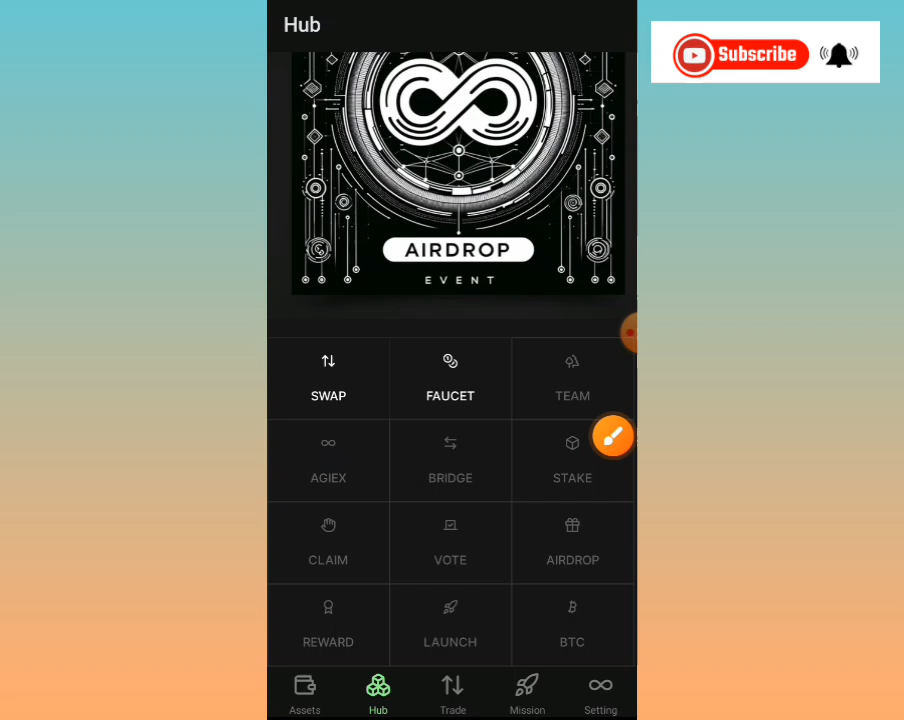 Hub
Subscribe
AIRDROP
EVENT
SWAP
FAUCET
TEAM
AGIEX
BRIDGE
STAKE
CLAIM
VOTE
AIRDROP
REWARD
LAUNCH
BTC
Assets
Hub
Trade
Mission
Setting